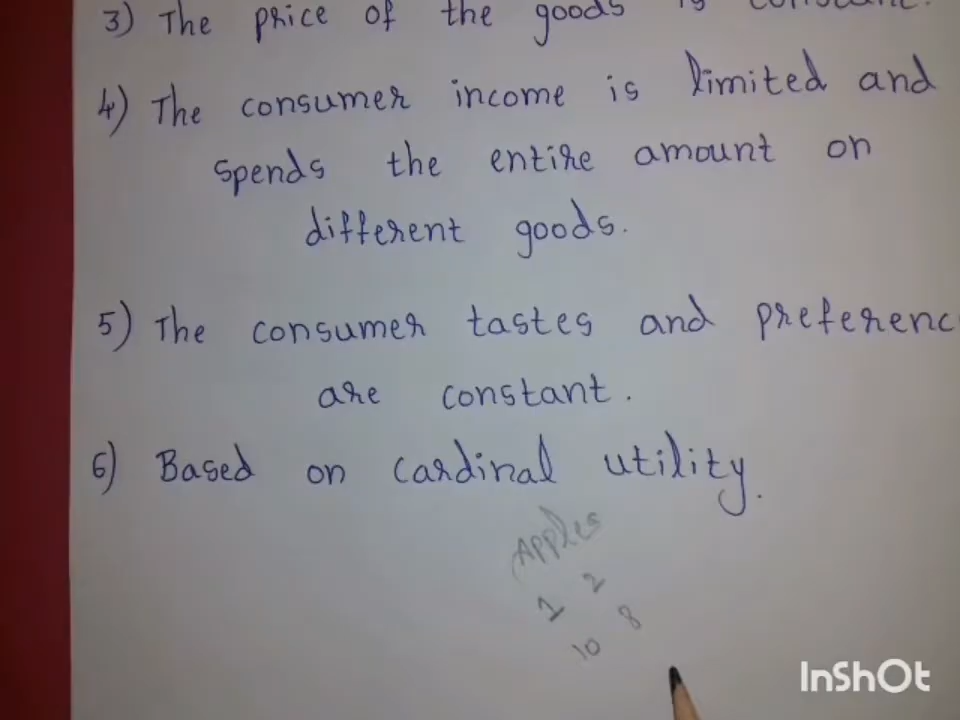 3) The price of the goods is constant.
4) The consumer income is limited and
spends the entire amount on
different goods.
5) The consumer tastes and preferenc
are constant.
6) Based on cardinal utility.
Apples
1 2
10 8
InShOt